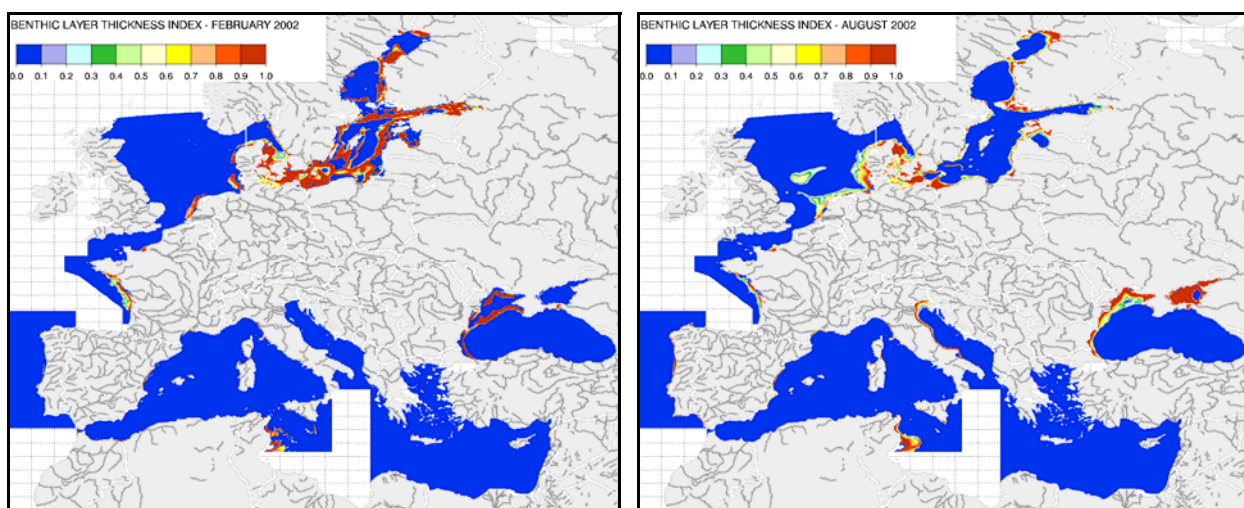 BENTHIC LAYER THICKNESS INDEX - FEBRUARY 2002
0.0 0.1 0.2 0.3 0.4 0.5 0.6 0.7 0.8 0.9 1.0
BENTHIC LAYER THICKNESS INDEX - AUGUST 2002
0.0 0.1 0.2 0.3 0.4 0.5 0.6 0.7 0.8 0.9 1.0